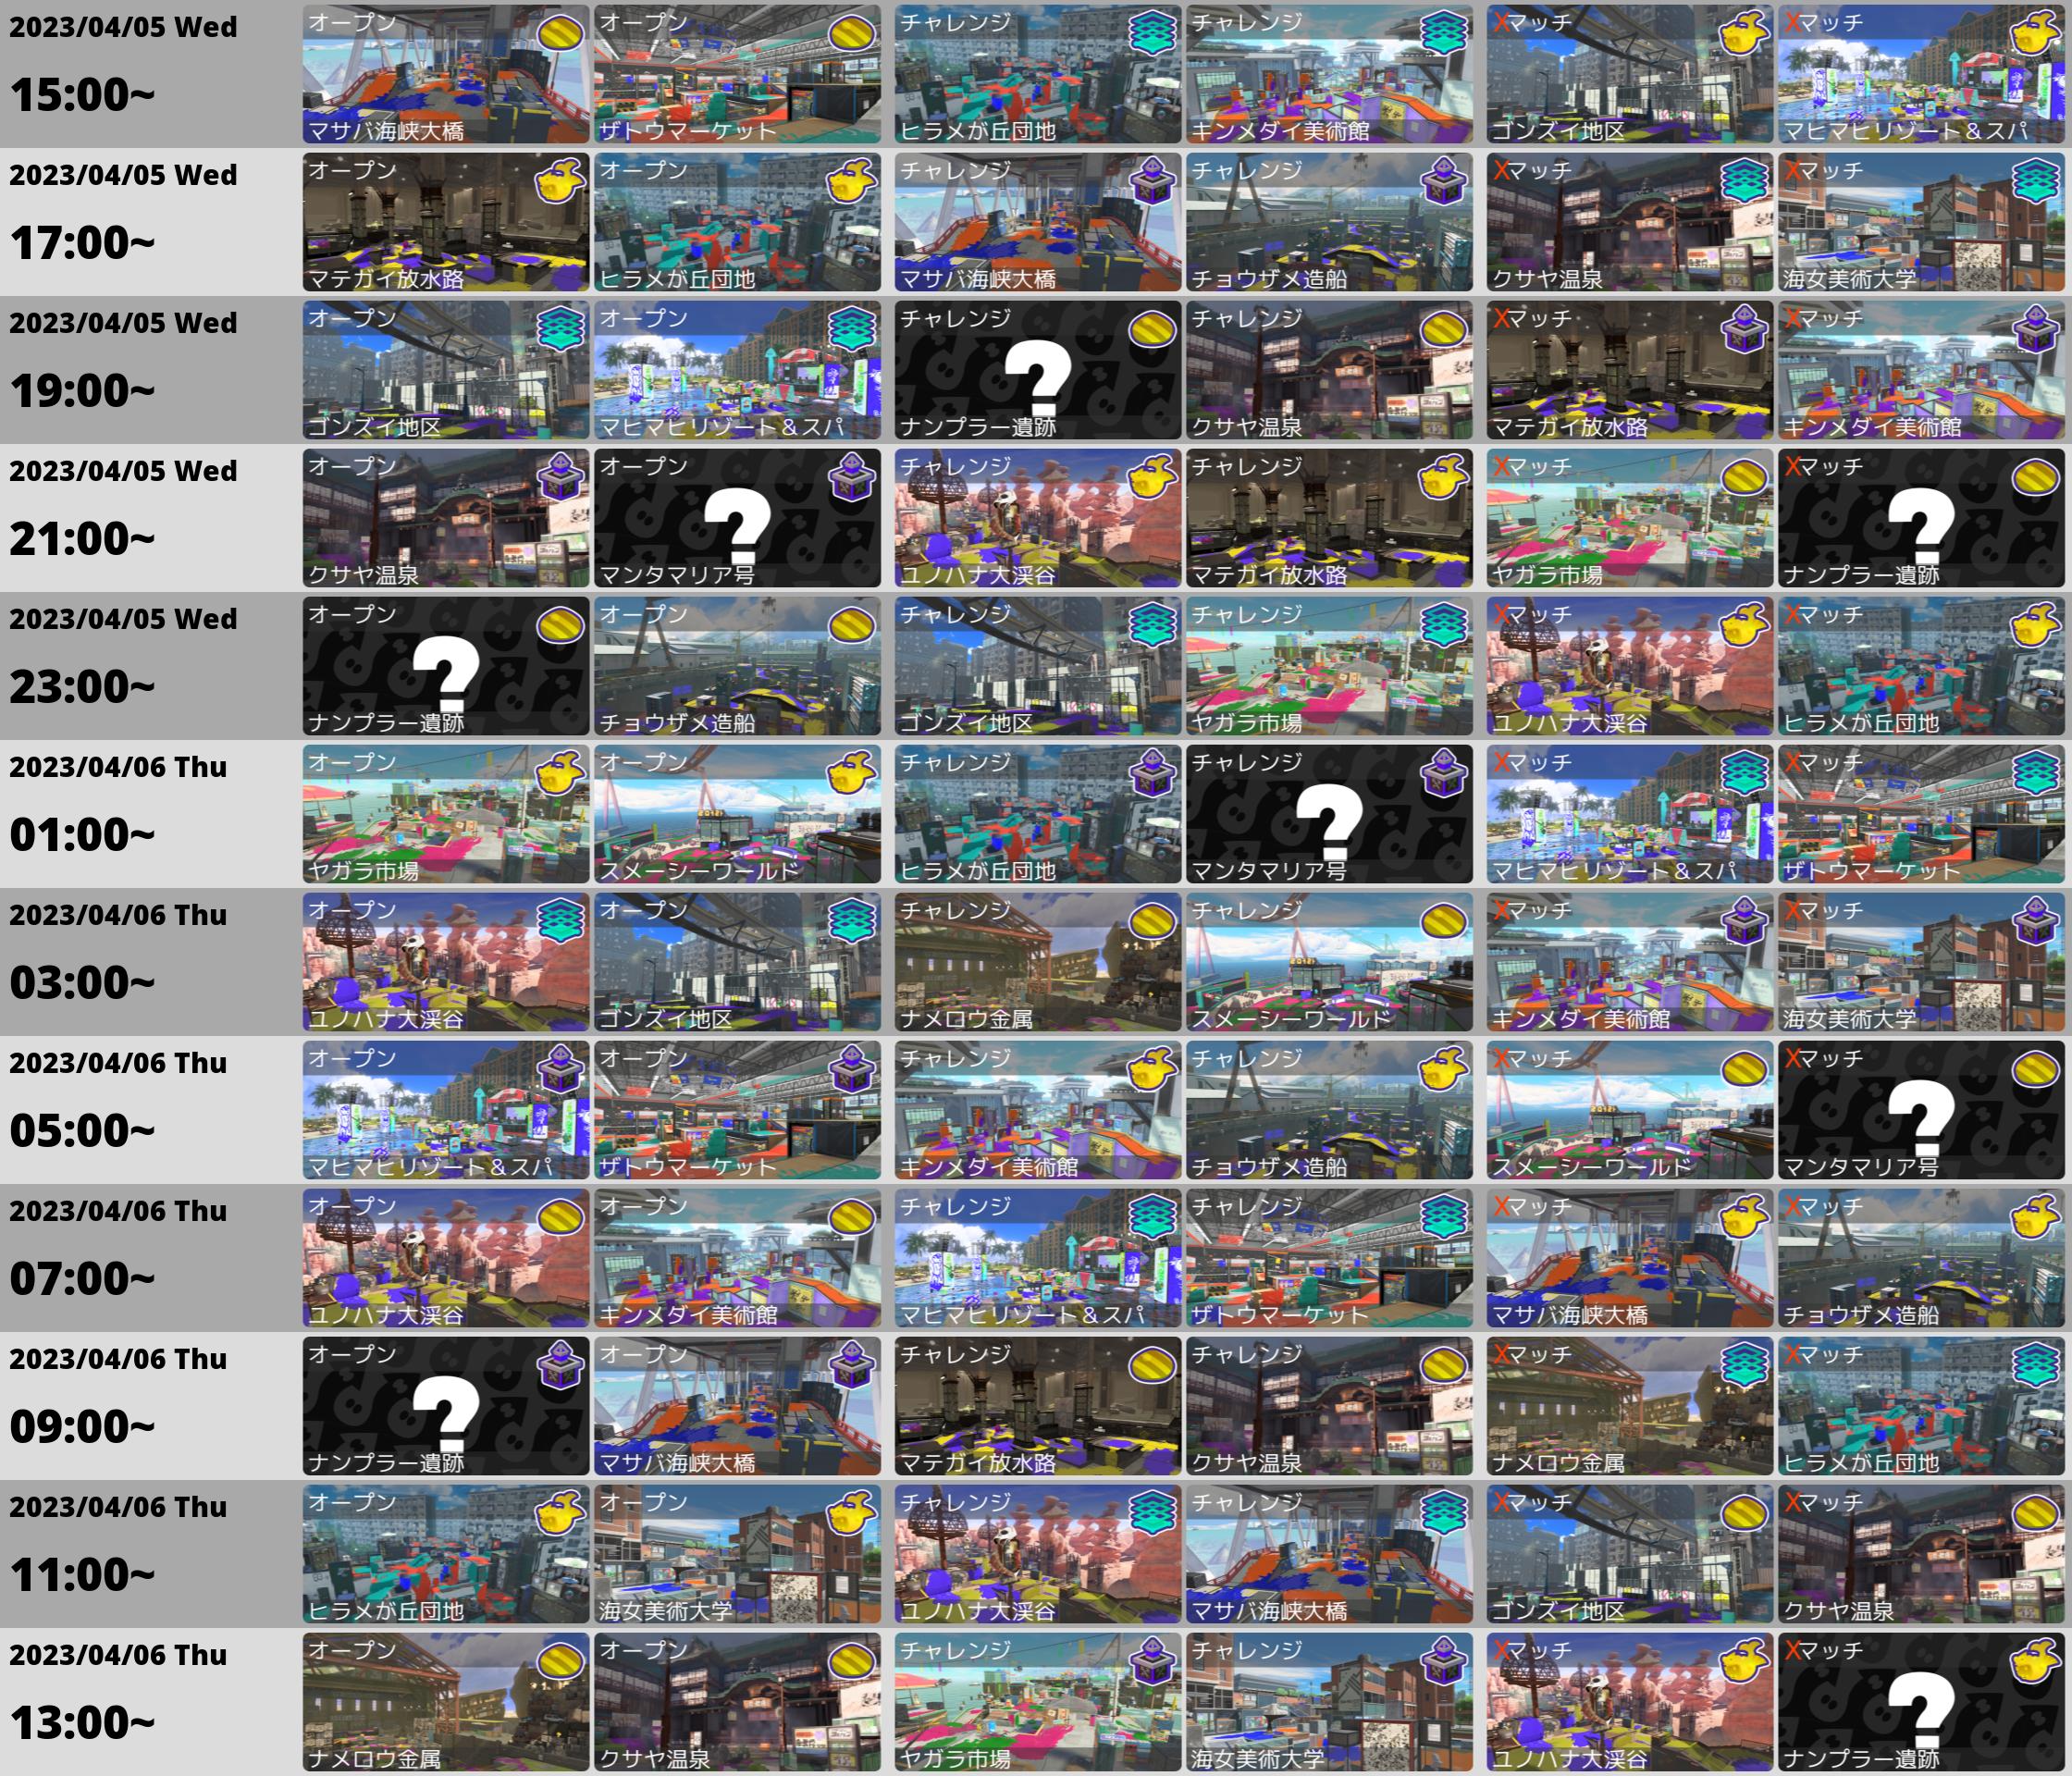 2023/04/05 Wed
15:00~
オープン オープン チャレンジ チャレンジ Xマッチ Xマッチ
マサバ海峡大橋 ザトウマーケット ヒラメが丘団地 キンメダイ美術館 ゴンズイ地区 マヒマヒリゾート＆スパ
2023/04/05 Wed
17:00~
オープン オープン チャレンジ チャレンジ Xマッチ Xマッチ
マテガイ放水路 ヒラメが丘団地 マサバ海峡大橋 チョウザメ造船 クサヤ温泉 海女美術大学
2023/04/05 Wed
19:00~
オープン オープン チャレンジ チャレンジ Xマッチ Xマッチ
?
ゴンズイ地区 マヒマヒリゾート＆スパ ナンプラー遺跡 クサヤ温泉 マテガイ放水路 キンメダイ美術館
2023/04/05 Wed
21:00~
オープン オープン チャレンジ チャレンジ Xマッチ Xマッチ
? ?
クサヤ温泉 マンタマリア号 ユノハナ大渓谷 マテガイ放水路 ヤガラ市場 ナンプラー遺跡
2023/04/05 Wed
23:00~
オープン オープン チャレンジ チャレンジ Xマッチ Xマッチ
?
ナンプラー遺跡 チョウザメ造船 ゴンズイ地区 ヤガラ市場 ユノハナ大渓谷 ヒラメが丘団地
2023/04/06 Thu
01:00~
オープン オープン チャレンジ チャレンジ Xマッチ Xマッチ
?
ヤガラ市場 スメーシーワールド ヒラメが丘団地 マンタマリア号 マヒマヒリゾート＆スパ ザトウマーケット
2023/04/06 Thu
03:00~
オープン オープン チャレンジ チャレンジ Xマッチ Xマッチ
ユノハナ大渓谷 ゴンズイ地区 ナメロウ金属 スメーシーワールド キンメダイ美術館 海女美術大学
2023/04/06 Thu
05:00~
オープン オープン チャレンジ チャレンジ Xマッチ Xマッチ
?
マヒマヒリゾート＆スパ ザトウマーケット キンメダイ美術館 チョウザメ造船 スメーシーワールド マンタマリア号
2023/04/06 Thu
07:00~
オープン オープン チャレンジ チャレンジ Xマッチ Xマッチ
ユノハナ大渓谷 キンメダイ美術館 マヒマヒリゾート＆スパ ザトウマーケット マサバ海峡大橋 チョウザメ造船
2023/04/06 Thu
09:00~
オープン オープン チャレンジ チャレンジ Xマッチ Xマッチ
?
ナンプラー遺跡 マサバ海峡大橋 マテガイ放水路 クサヤ温泉 ナメロウ金属 ヒラメが丘団地
2023/04/06 Thu
11:00~
オープン オープン チャレンジ チャレンジ Xマッチ Xマッチ
ヒラメが丘団地 海女美術大学 ユノハナ大渓谷 マサバ海峡大橋 ゴンズイ地区 クサヤ温泉
2023/04/06 Thu
13:00~
オープン オープン チャレンジ チャレンジ Xマッチ Xマッチ
?
ナメロウ金属 クサヤ温泉 ヤガラ市場 海女美術大学 ユノハナ大渓谷 ナンプラー遺跡